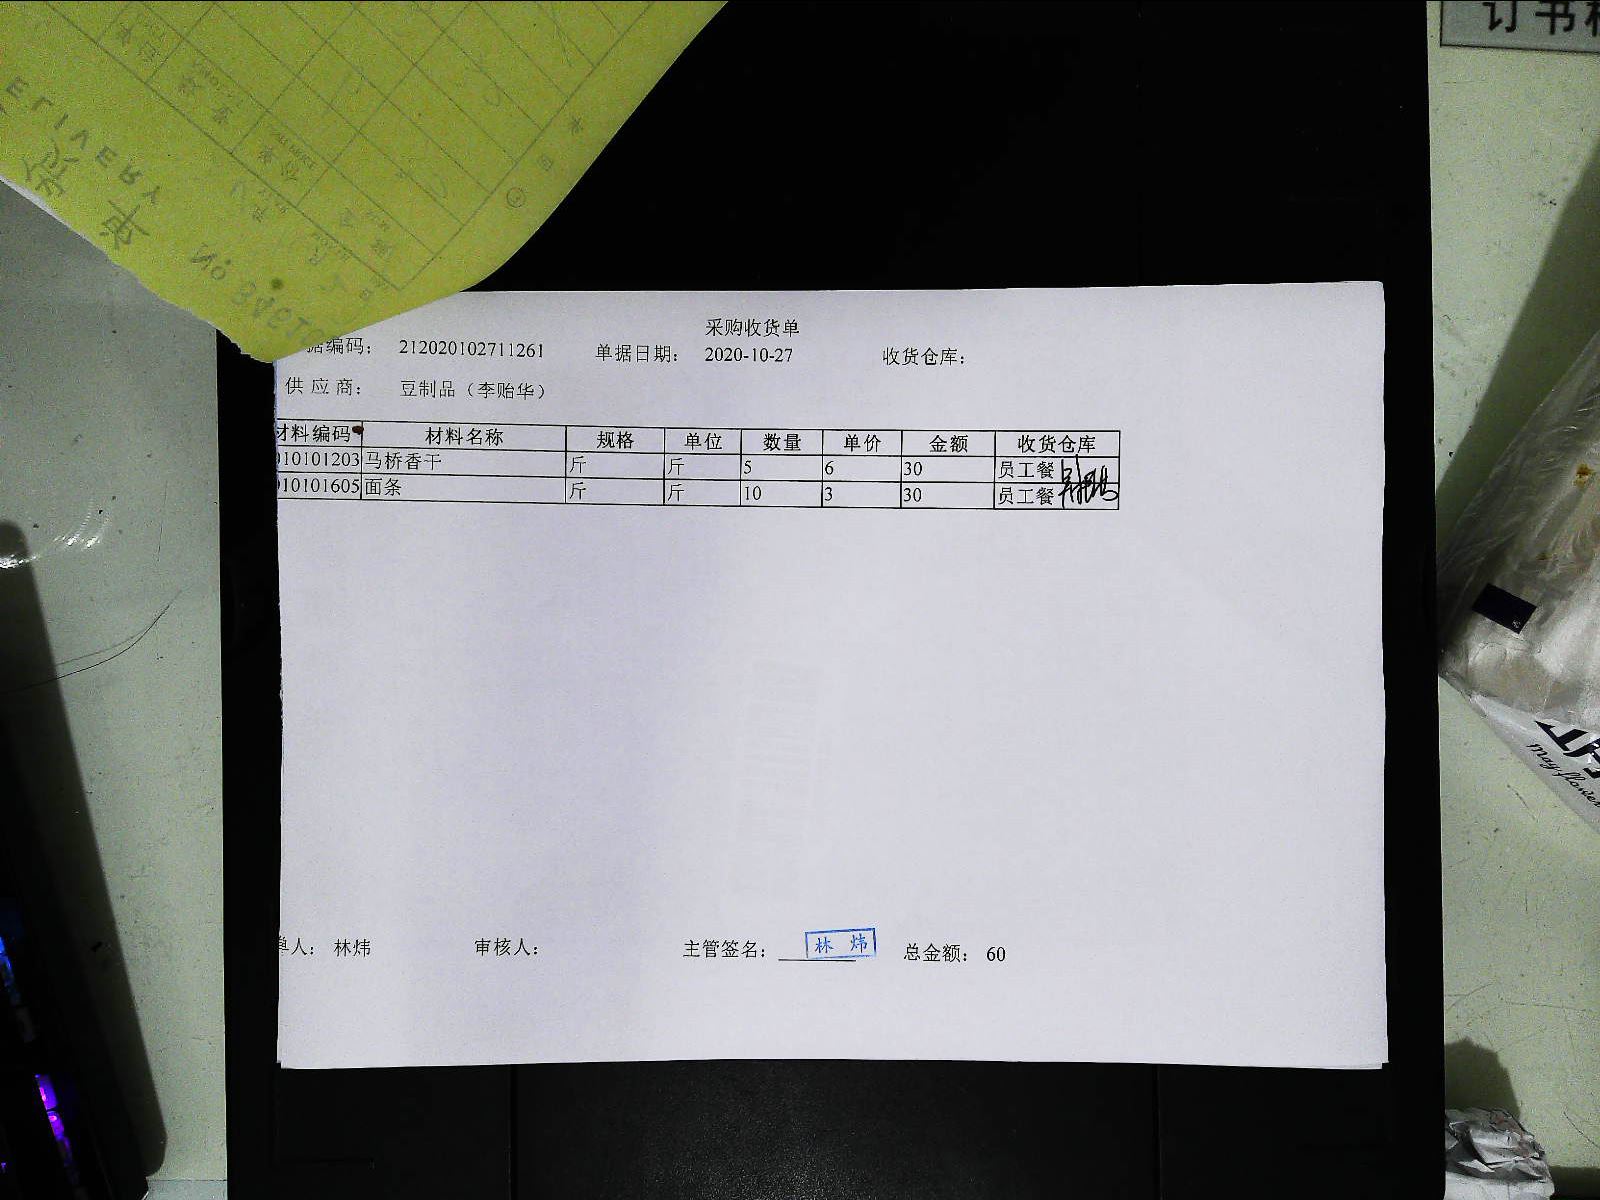 订书机
DELIVERY
采购收货单
据编码： 212020102711261 单据日期： 2020-10-27 收货仓库：
供 应 商： 豆制品（李贻华）
材料编码 材料名称 规格 单位 数量 单价 金额 收货仓库
010101203 马桥香干 斤 斤 5 6 30 员工餐
010101605 面条 斤 斤 10 3 30 员工餐
单人： 林炜 审核人： 主管签名： 林 炜 总金额： 60
may flower